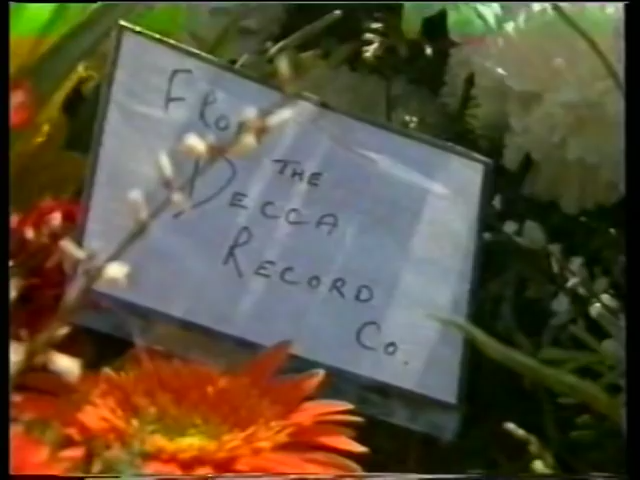 From
THE
DECCA
RECORD
Co.